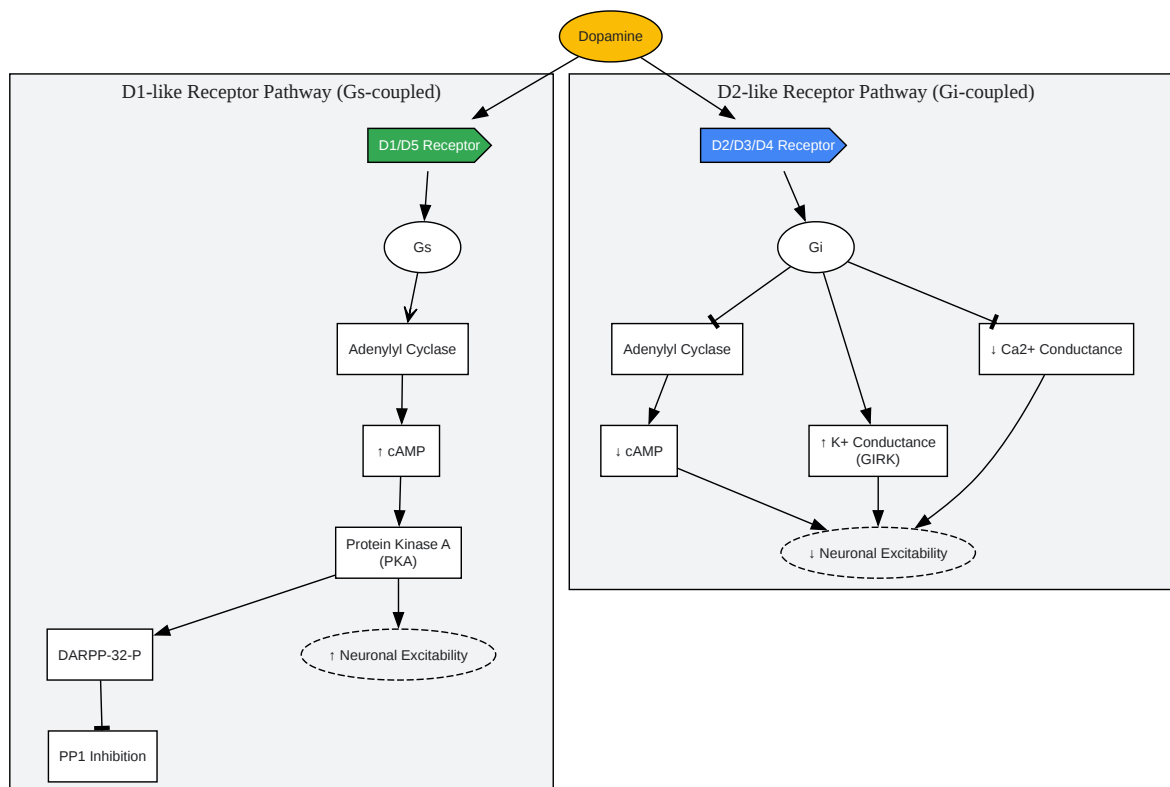 Dopamine
D1-like Receptor Pathway (Gs-coupled)
D1/D5 Receptor
Gs
Adenylyl Cyclase
↑ cAMP
Protein Kinase A
(PKA)
DARPP-32-P
↑ Neuronal Excitability
PP1 Inhibition
D2-like Receptor Pathway (Gi-coupled)
D2/D3/D4 Receptor
Gi
Adenylyl Cyclase
↓ Ca2+ Conductance
↓ cAMP
↑ K+ Conductance
(GIRK)
↓ Neuronal Excitability